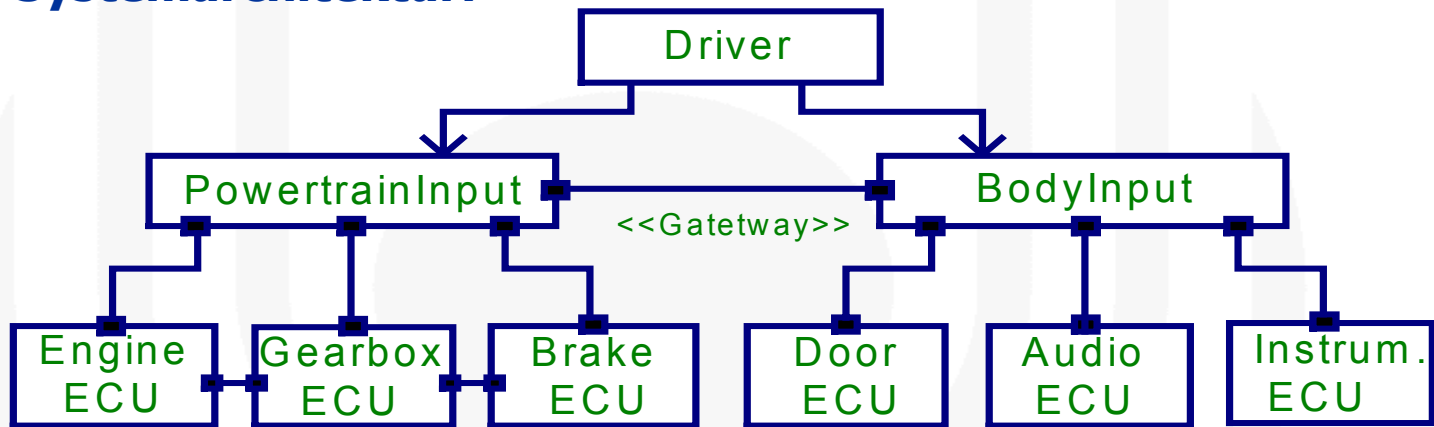 Driver
PowertrainInput
BodyInput
<<Gatetway>>
Engine
ECU
Gearbox
ECU
Brake
ECU
Door
ECU
Audio
ECU
Instrum.
ECU